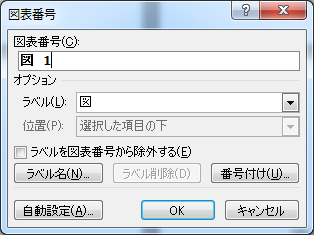 図表番号
図表番号(C):
図 1
オプション
ラベル(L): 図
位置(P): 選択した項目の下
ラベルを図表番号から除外する(E)
ラベル名(N)... ラベル削除(D) 番号付け(U)...
自動設定(A)... OK キャンセル